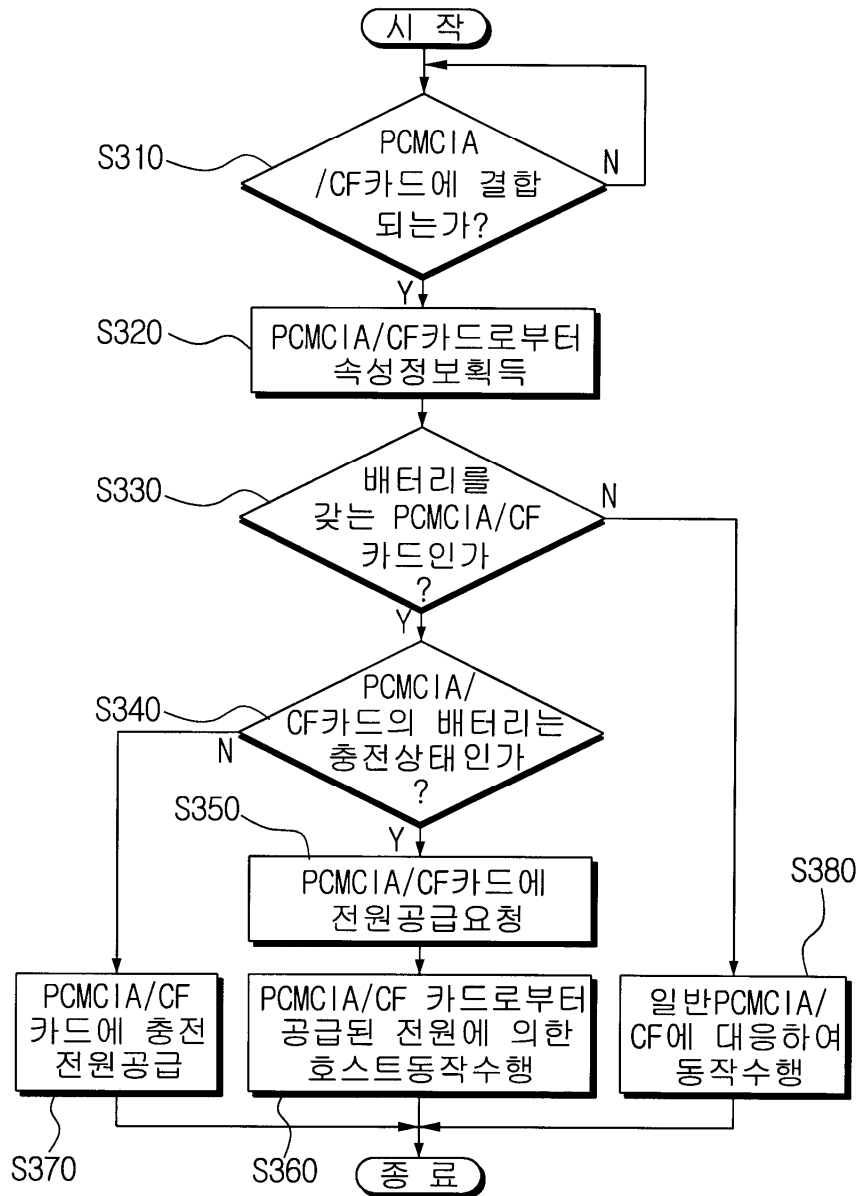 시 작
S310
PCMCIA
/CF카드에 결합
되는가?
N
Y
S320
PCMCIA/CF카드로부터
속성정보획득
S330
배터리를
갖는 PCMCIA/CF
카드인가
?
N
Y
S340
PCMCIA/
CF카드의 배터리는
충전상태인가
?
N
Y
S350
PCMCIA/CF카드에
전원공급요청
S380
PCMCIA/CF
카드에 충전
전원공급
PCMCIA/CF 카드로부터
공급된 전원에 의한
호스트동작수행
일반PCMCIA/
CF에 대응하여
동작수행
S370
S360
종 료